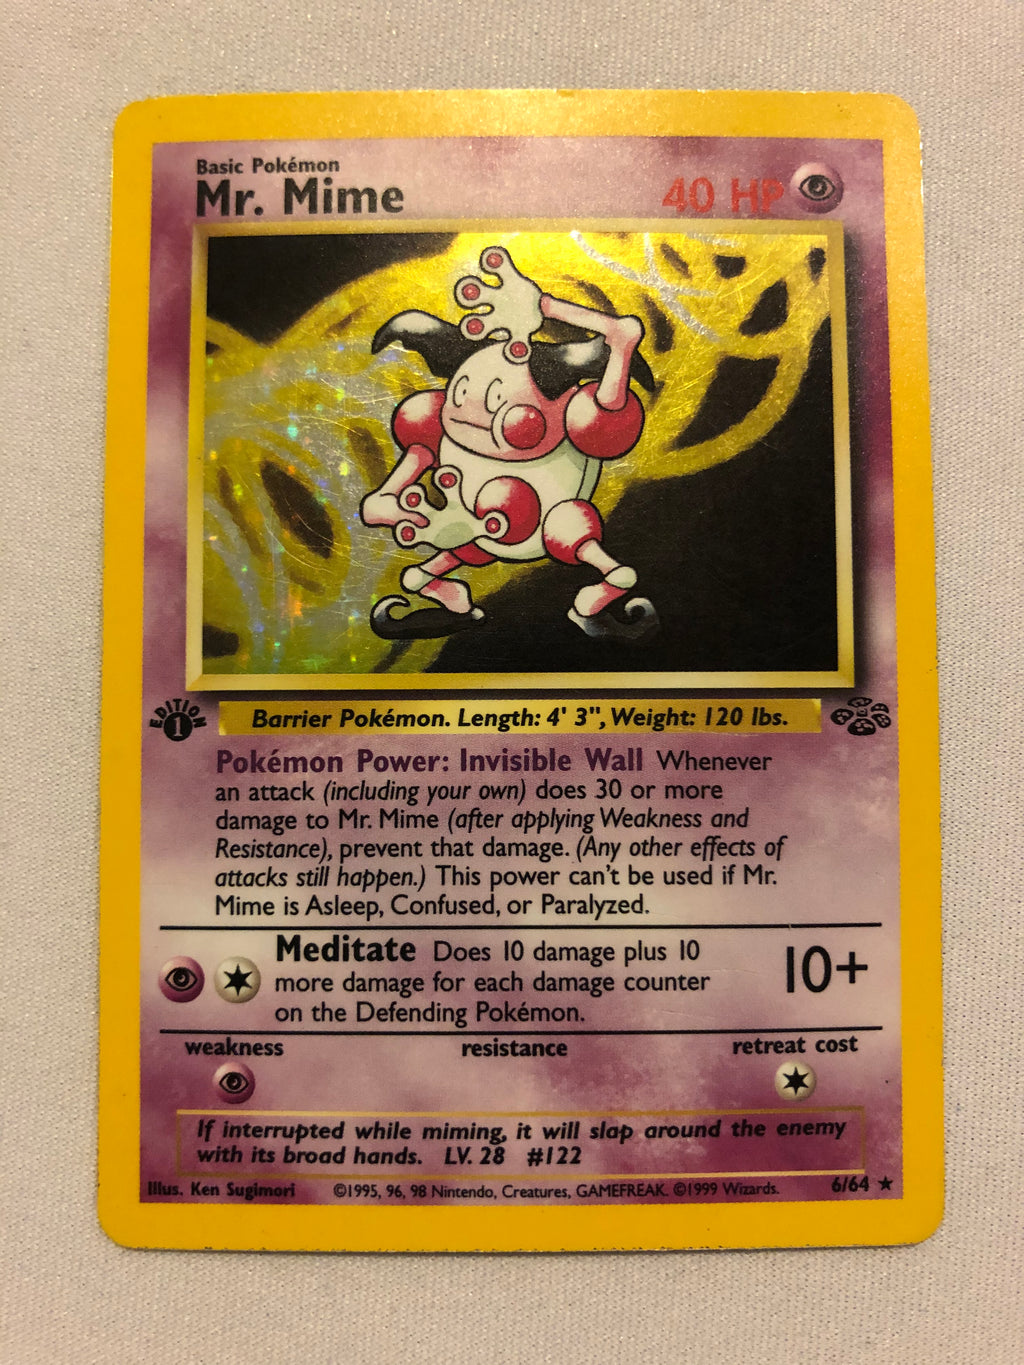 Basic Pokémon
Mr. Mime
40 HP
EDITION
1
Barrier Pokémon. Length: 4' 3", Weight: 120 lbs.
Pokémon Power: Invisible Wall Whenever
an attack (including your own) does 30 or more
damage to Mr. Mime (after applying Weakness and
Resistance), prevent that damage. (Any other effects of
attacks still happen.) This power can't be used if Mr.
Mime is Asleep, Confused, or Paralyzed.
Meditate Does 10 damage plus 10
more damage for each damage counter
on the Defending Pokémon.
10+
weakness
resistance
retreat cost
If interrupted while miming, it will slap around the enemy
with its broad hands. LV. 28 #122
Illus. Ken Sugimori
©1995, 96, 98 Nintendo, Creatures, GAMEFREAK. ©1999 Wizards.
6/64 ★